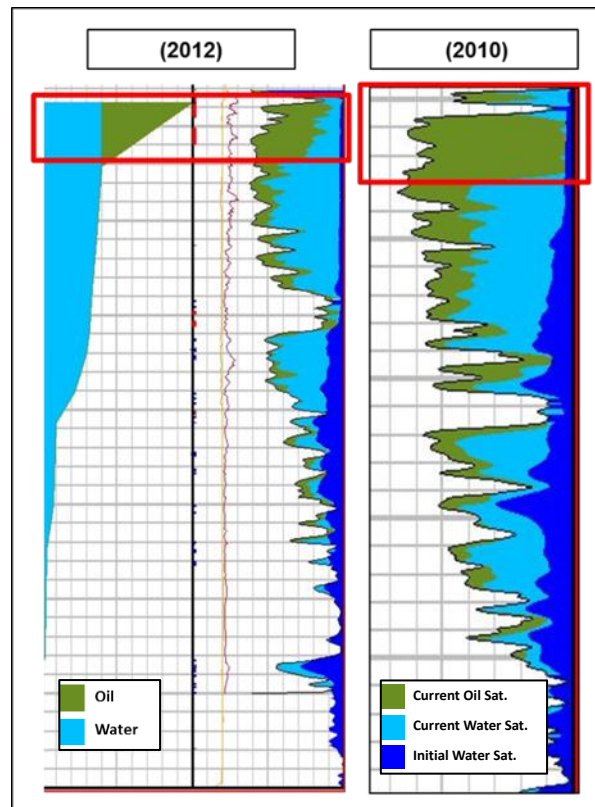 (2012)
(2010)
Oil
Water
Current Oil Sat.
Current Water Sat.
Initial Water Sat.